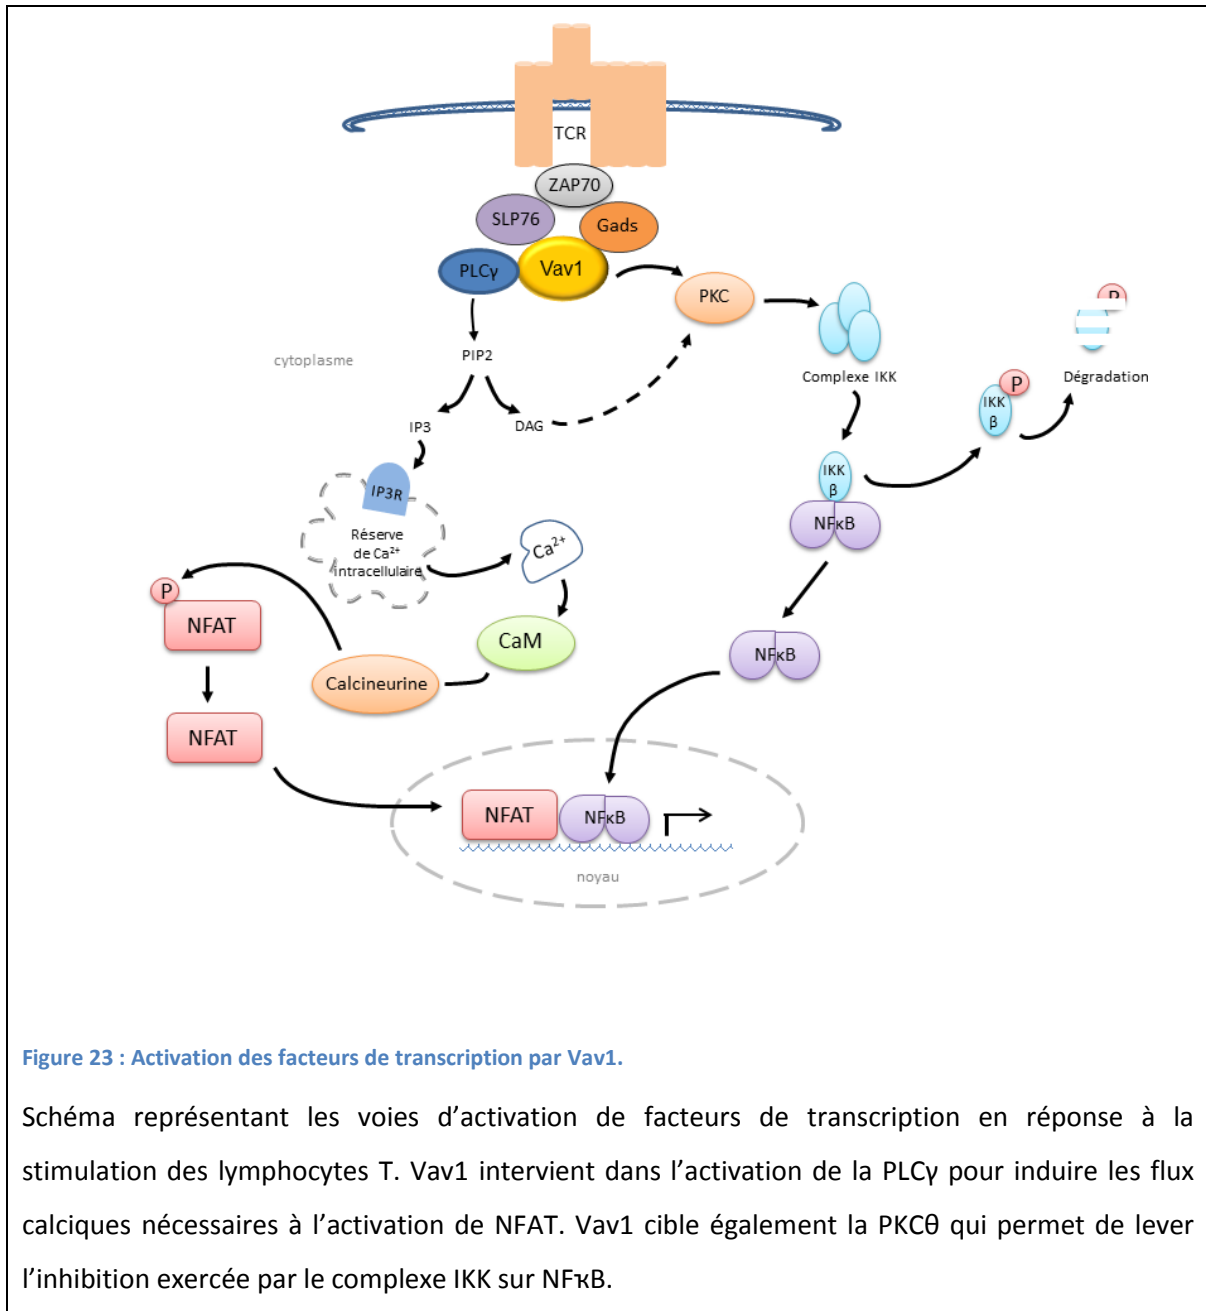 TCR
ZAP70
SLP76
Gads
PLCγ
Vav1
PKC
P
cytoplasme
PIP2
Complexe IKK
Dégradation
P
IKK
β
IP3
DAG
IKK
β
IP3R
NFκB
Réserve
de Ca²⁺
intracellulaire
Ca²⁺
P
NFAT
CaM
NFκB
Calcineurine
NFAT
NFAT
NFκB
noyau
Figure 23 : Activation des facteurs de transcription par Vav1.
Schéma représentant les voies d’activation de facteurs de transcription en réponse à la
stimulation des lymphocytes T. Vav1 intervient dans l’activation de la PLCγ pour induire les flux
calciques nécessaires à l’activation de NFAT. Vav1 cible également la PKCθ qui permet de lever
l’inhibition exercée par le complexe IKK sur NFκB.